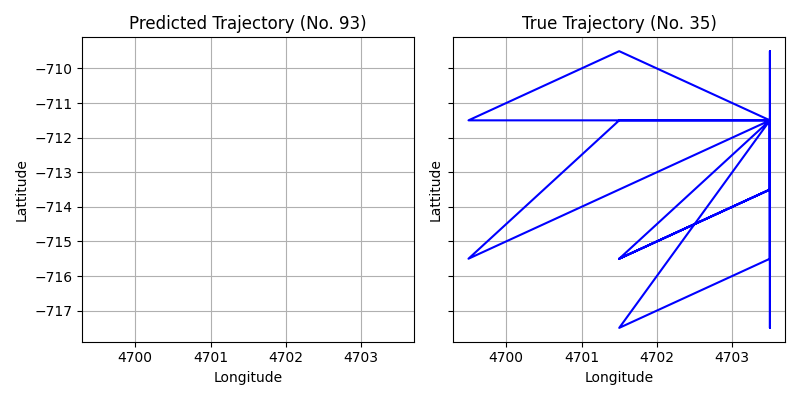 Predicted Trajectory (No. 93)
True Trajectory (No. 35)
−710
−711
−712
−713
−714
−715
−716
−717
Lattitude
Lattitude
4700
4701
4702
4703
4700
4701
4702
4703
Longitude
Longitude